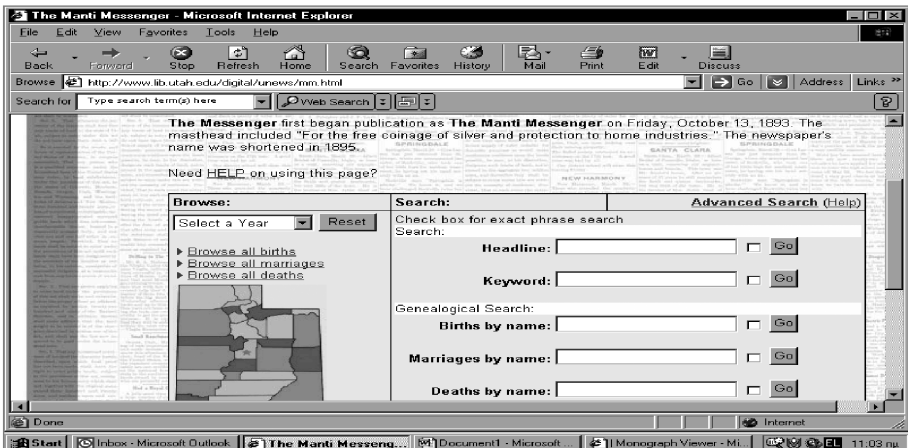 The Manti Messenger - Microsoft Internet Explorer
File Edit View Favorites Tools Help
Back Forward Stop Refresh Home Search Favorites History Mail Print Edit Discuss
Browse http://www.lib.utah.edu/digital/unews/mm.html Go Address Links »
Search for Type search term(s) here Web Search
The Messenger first began publication as The Manti Messenger on Friday, October 13, 1893. The
masthead included "For the free coinage of silver and protection to home industries." The newspaper's
name was shortened in 1895.
SPRINGDALE
SANTA CLARA
Need HELP on using this page?
NEW HARMONY
Browse: Search: Advanced Search (Help)
Select a Year Reset Check box for exact phrase search
Search:
Browse all births Headline: Go
Browse all marriages
Browse all deaths Keyword: Go
Genealogical Search:
Births by name: Go
Marriages by name: Go
Deaths by name: Go
Done Internet
Start Inbox - Microsoft Outlook The Manti Messeng... Document1 - Microsoft ... Monograph Viewer - Mi... EL 11:03 πμ